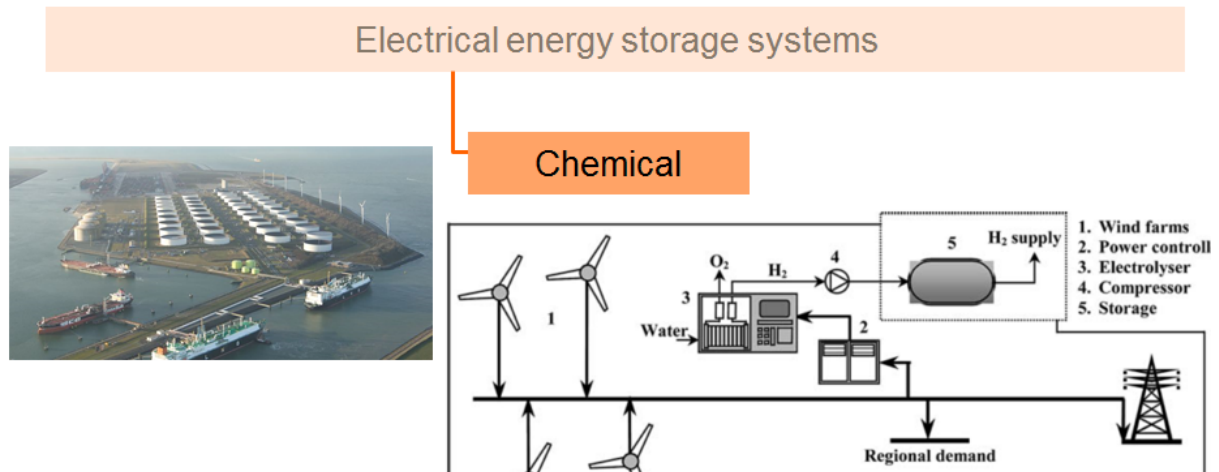 Electrical energy storage systems
Chemical
1. Wind farms
2. Power controll
3. Electrolyser
4. Compressor
5. Storage
5
H₂ supply
4
O₂
H₂
3
1
Water
2
Regional demand